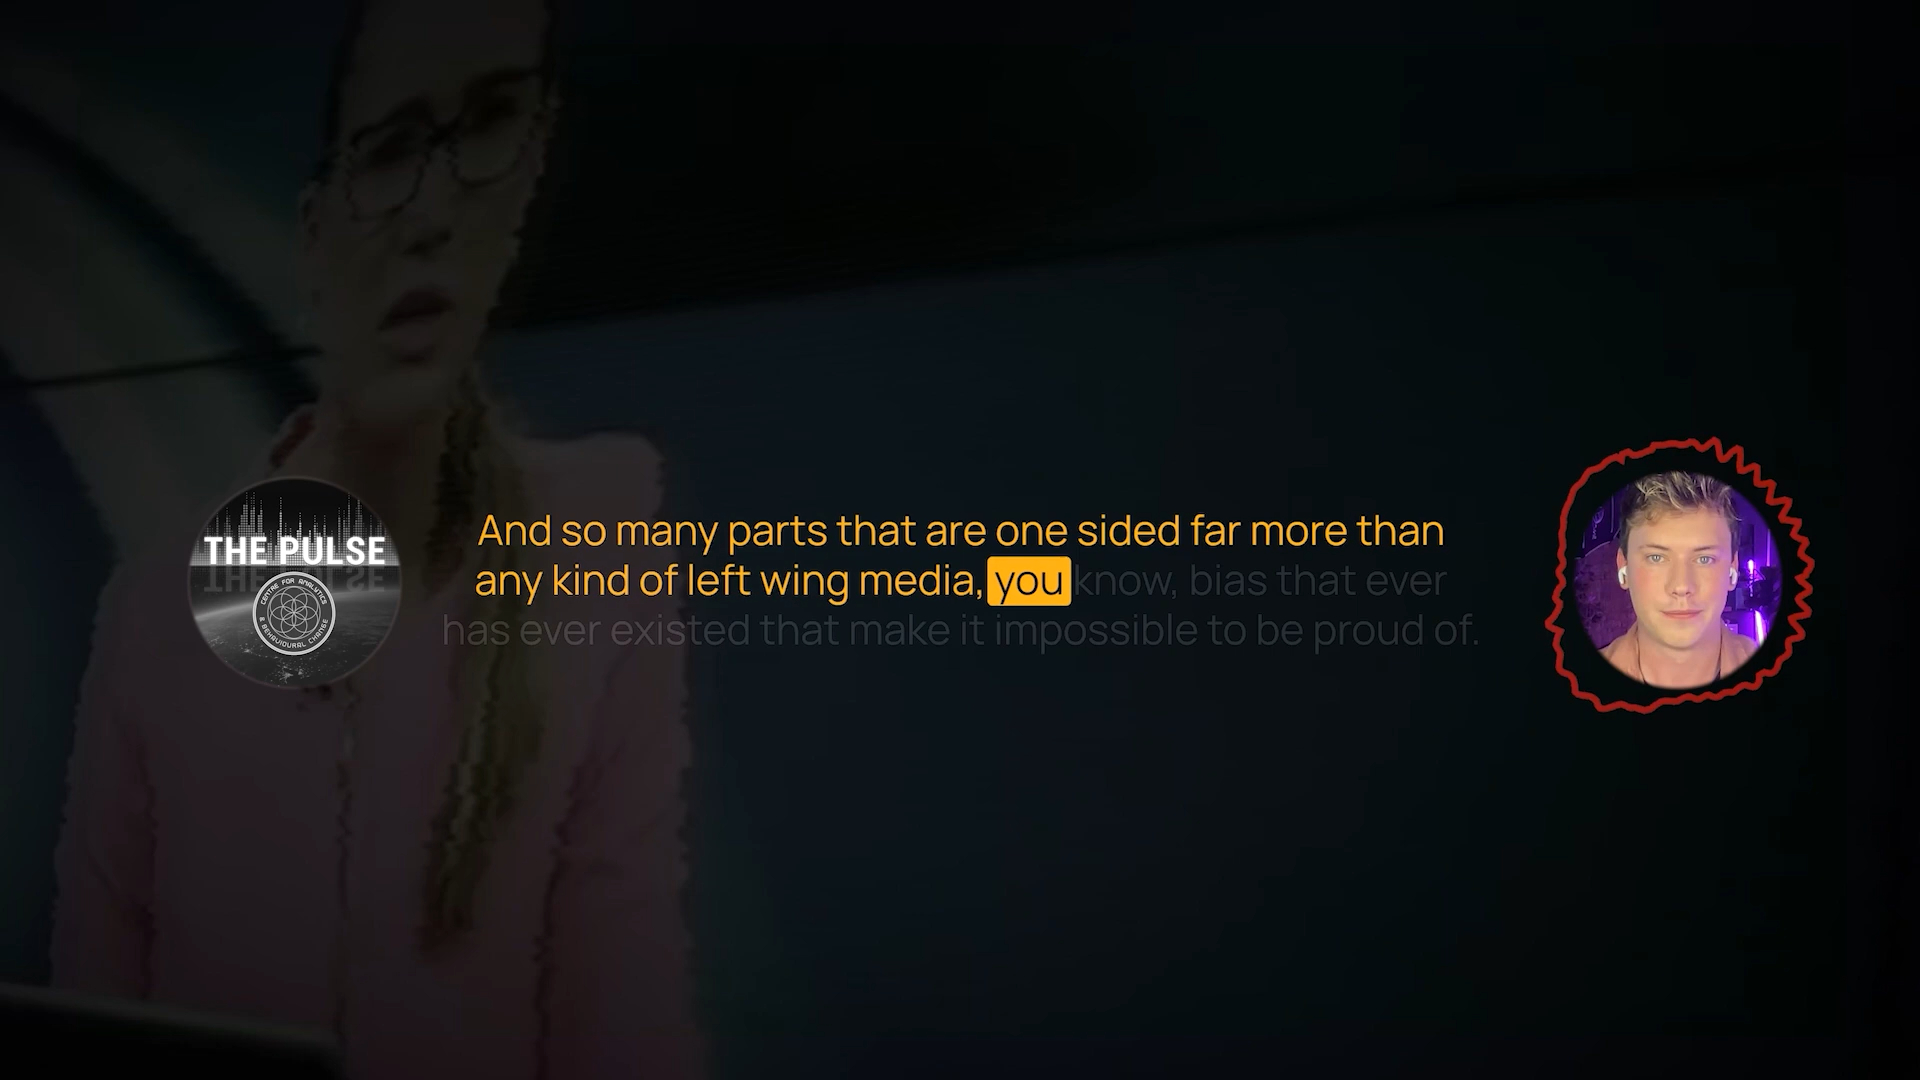 THE PULSE
CENTRE FOR ANALYTICS
& BEHAVIOURAL CHANGE
And so many parts that are one sided far more than
any kind of left wing media, you know, bias that ever
has ever existed that make it impossible to be proud of.